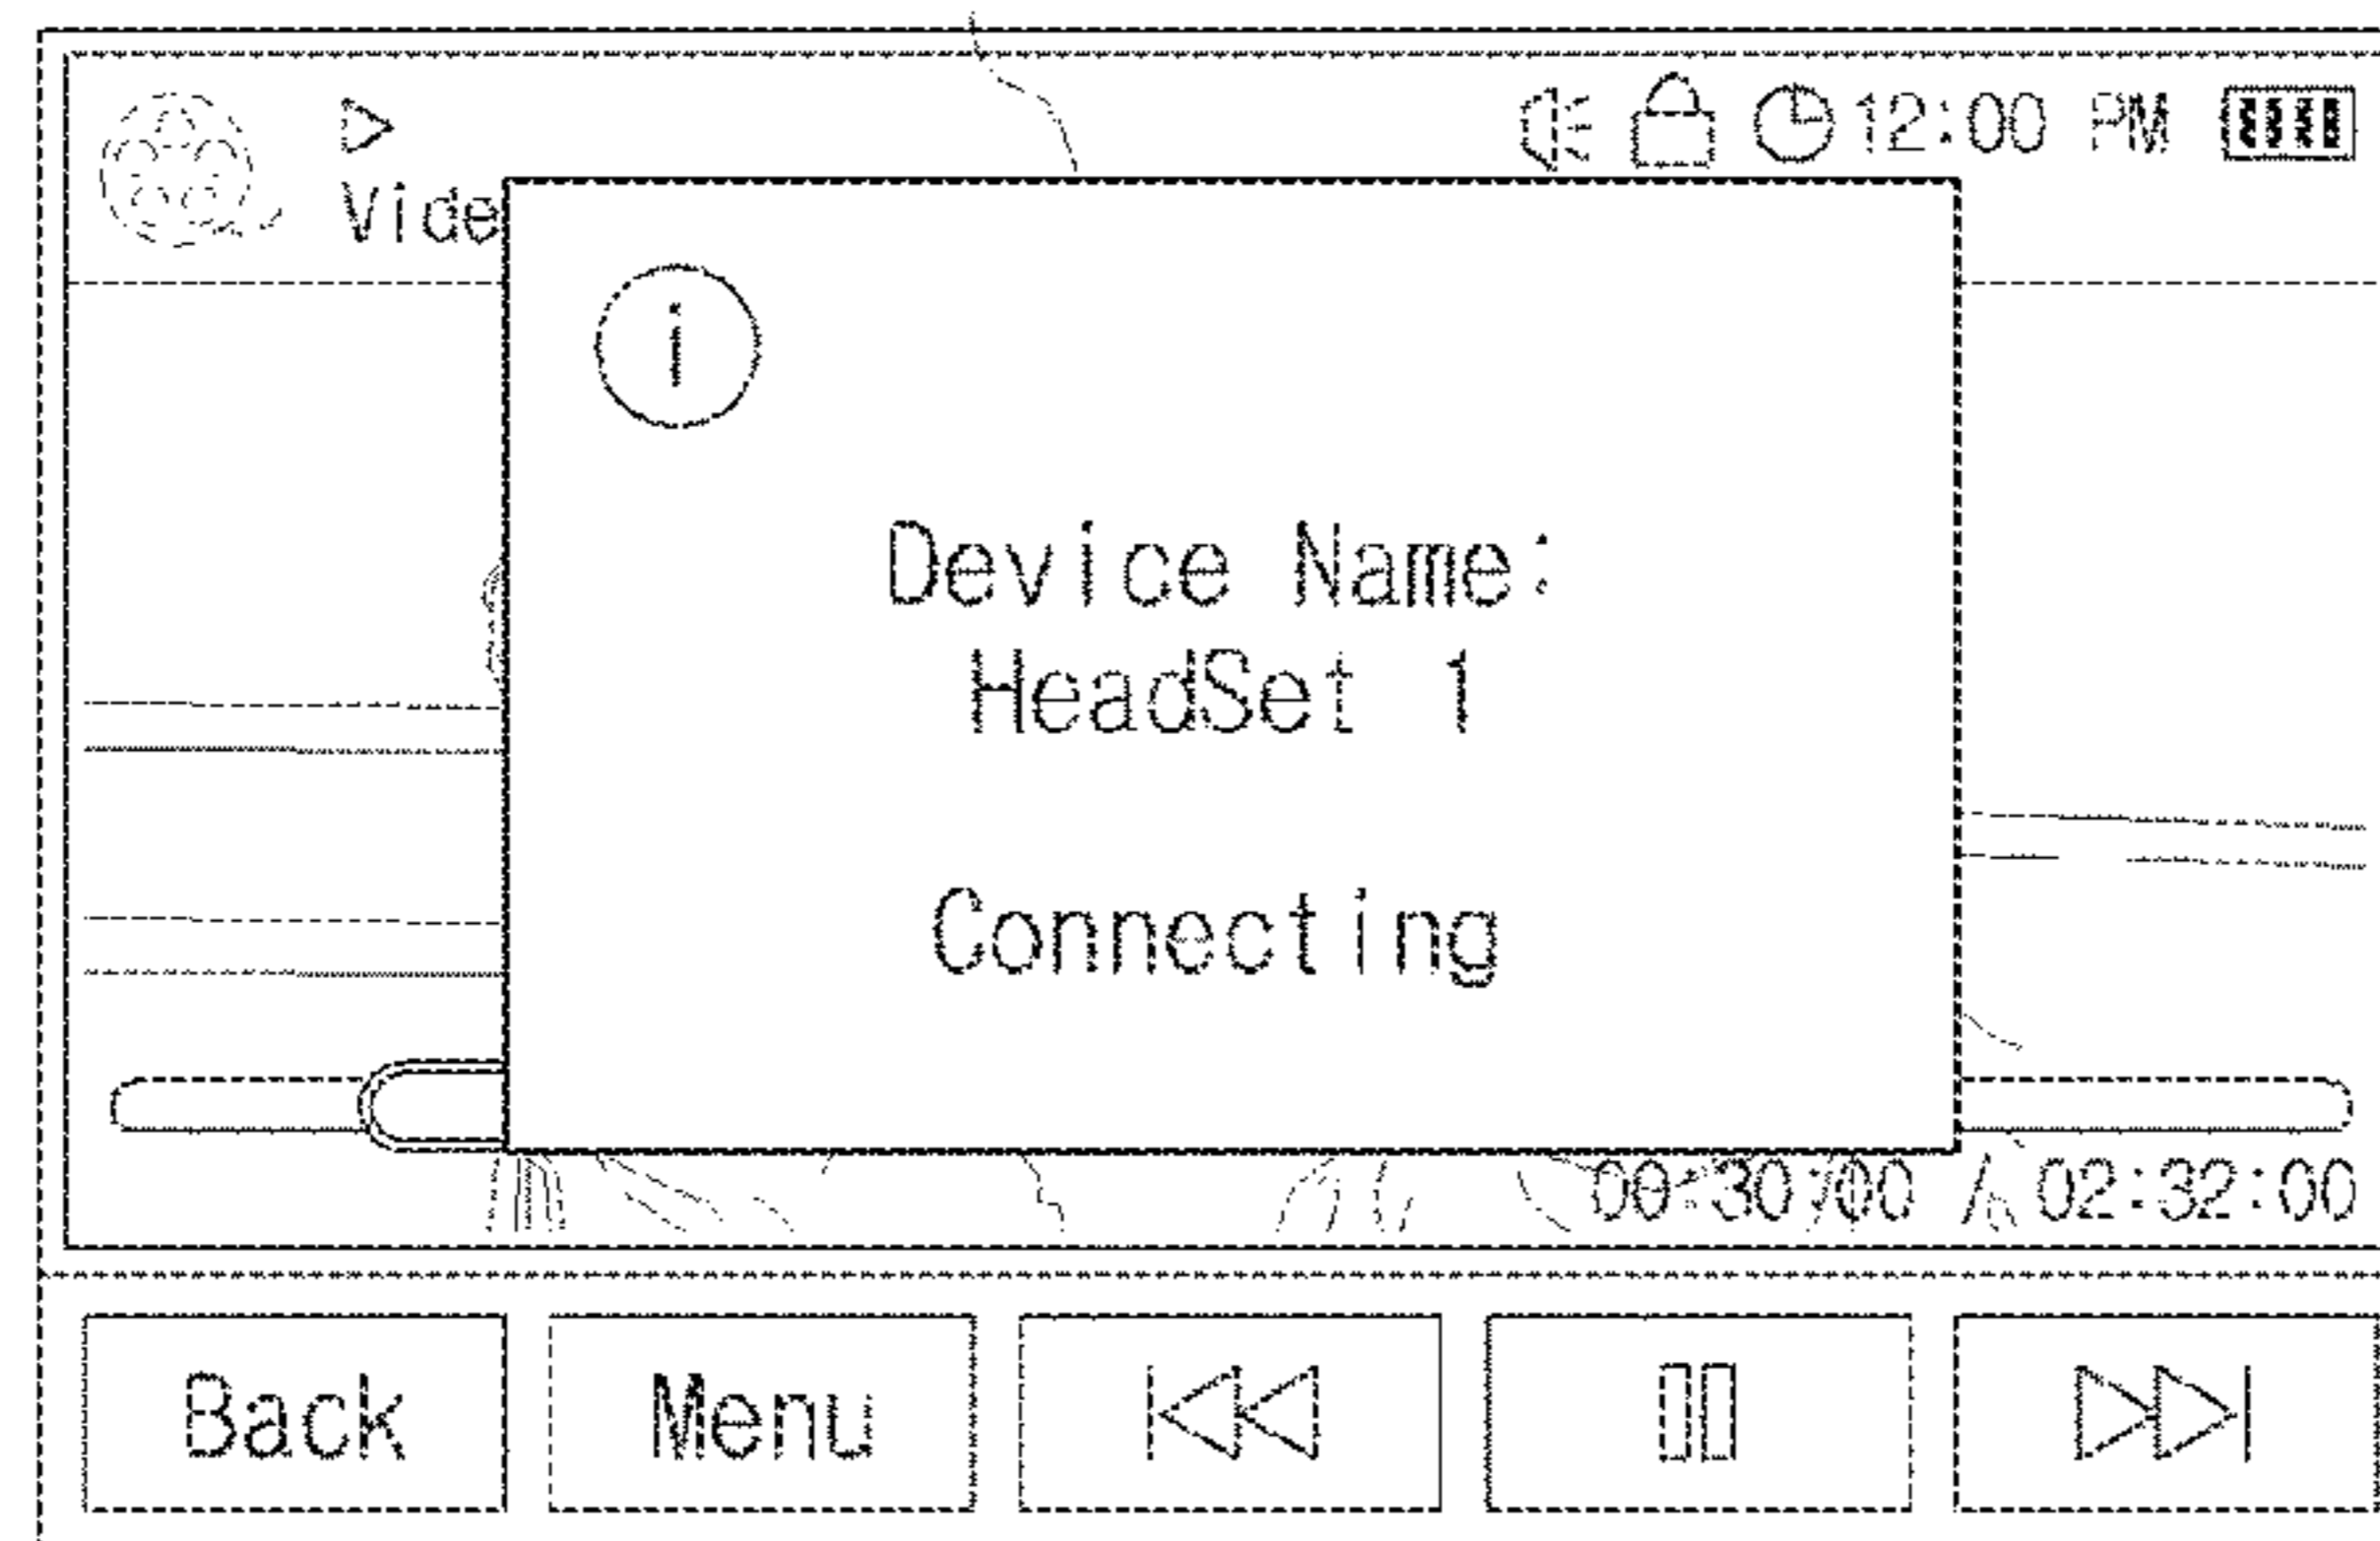 12:00 PM
Vide
i
Device Name:
HeadSet 1
Connecting
00:30:00 / 02:32:00
Back
Menu